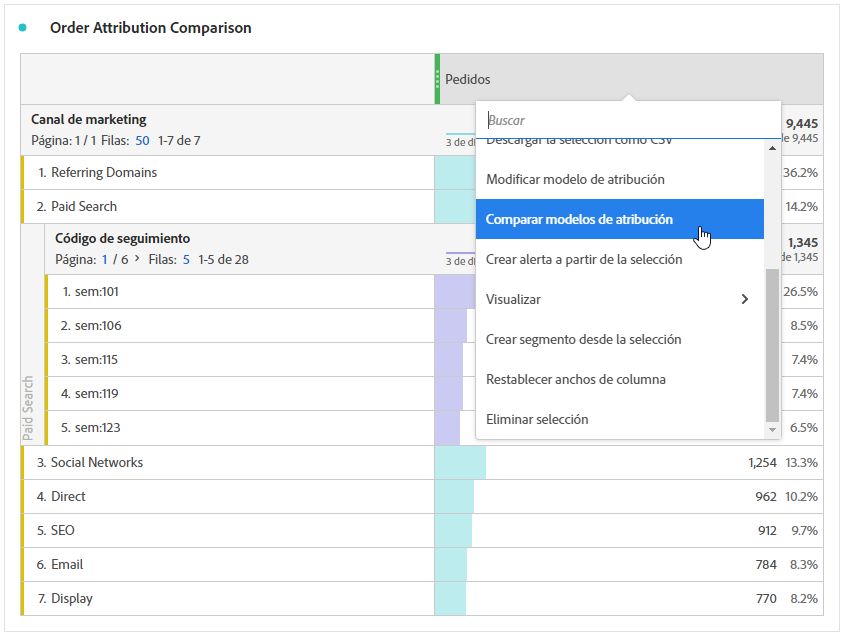 Order Attribution Comparison
Pedidos
Canal de marketing
Página: 1 / 1 Filas: 50 1-7 de 7
9,445
3 de di
de 9,445
Buscar
Descargar la selección como CSV
Modificar modelo de atribución
Comparar modelos de atribución
Crear alerta a partir de la selección
Visualizar
Crear segmento desde la selección
Restablecer anchos de columna
Eliminar selección
1. Referring Domains 36.2%
2. Paid Search 14.2%
Código de seguimiento
Página: 1 / 6 > Filas: 5 1-5 de 28
1,345
3 de di
de 1,345
Paid Search
1. sem:101 26.5%
2. sem:106 8.5%
3. sem:115 7.4%
4. sem:119 7.4%
5. sem:123 6.5%
3. Social Networks 1,254 13.3%
4. Direct 962 10.2%
5. SEO 912 9.7%
6. Email 784 8.3%
7. Display 770 8.2%